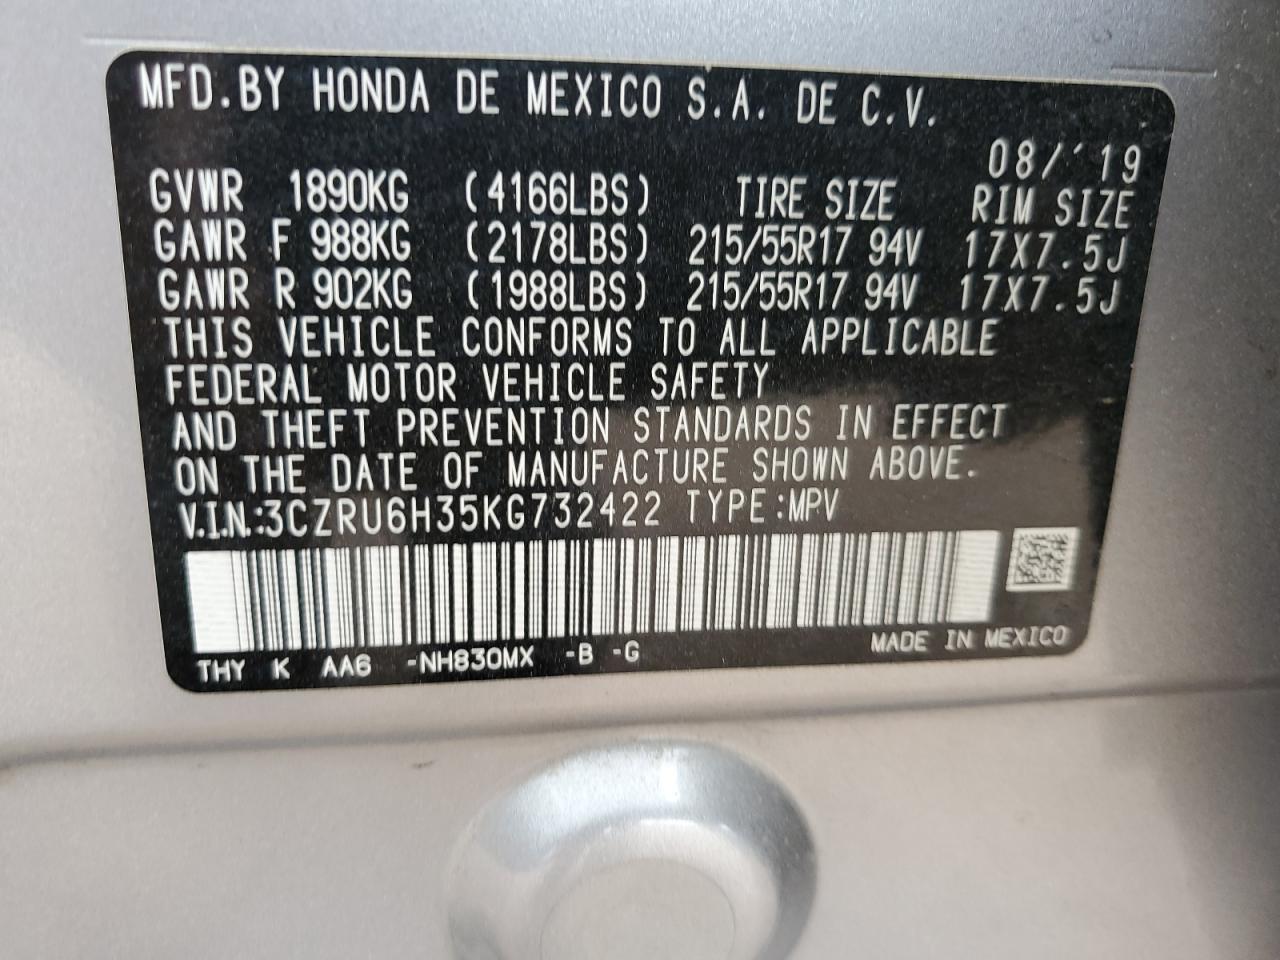 MFD.BY HONDA DE MEXICO S.A. DE C.V.
08/'19
GVWR 1890KG (4166LBS) TIRE SIZE RIM SIZE
GAWR F 988KG (2178LBS) 215/55R17 94V 17X7.5J
GAWR R 902KG (1988LBS) 215/55R17 94V 17X7.5J
THIS VEHICLE CONFORMS TO ALL APPLICABLE
FEDERAL MOTOR VEHICLE SAFETY
AND THEFT PREVENTION STANDARDS IN EFFECT
ON THE DATE OF MANUFACTURE SHOWN ABOVE.
V.I.N.:3CZRU6H35KG732422 TYPE:MPV
THY K AA6 -NH830MX -B -G MADE IN MEXICO